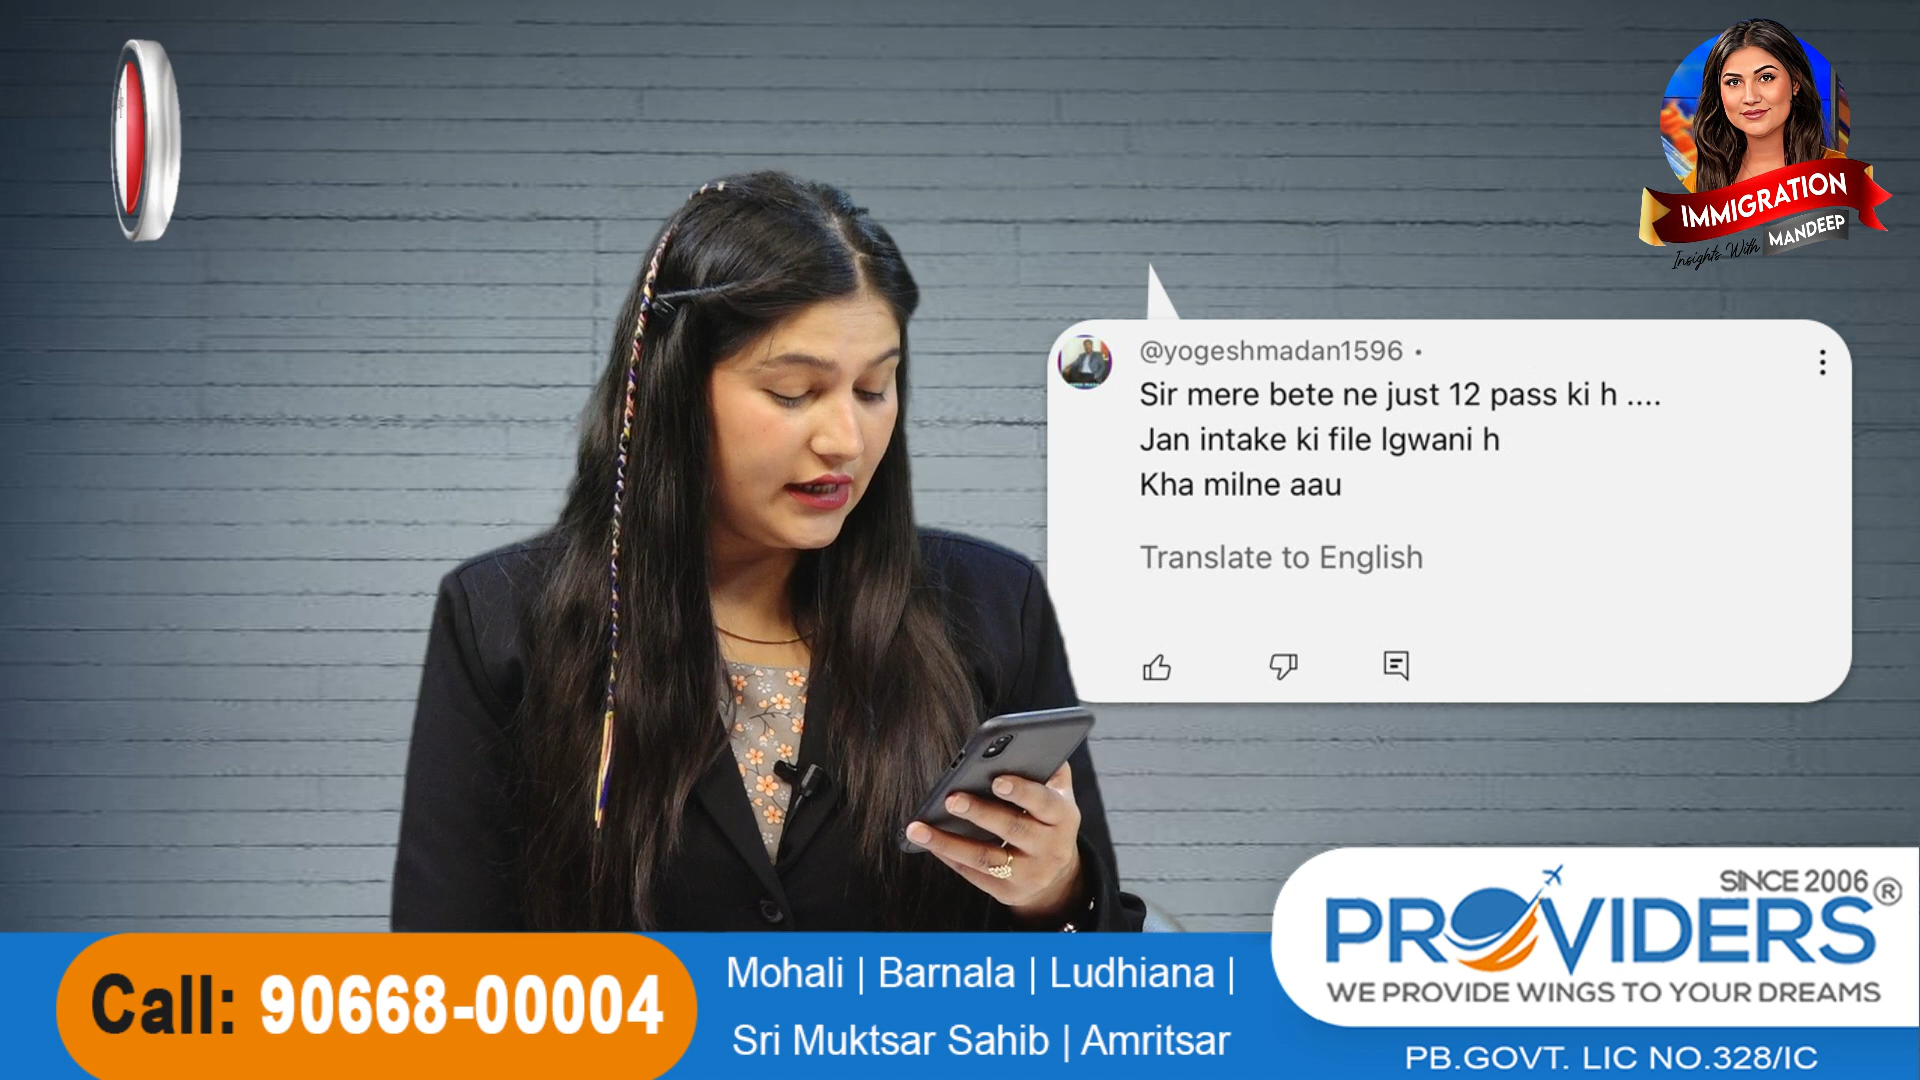 IMMIGRATION
Insights With MANDEEP
@yogeshmadan1596 •
Sir mere bete ne just 12 pass ki h ....
Jan intake ki file lgwani h
Kha milne aau
Translate to English
SINCE 2006
PROVIDERS®
WE PROVIDE WINGS TO YOUR DREAMS
Call: 90668-00004
Mohali | Barnala | Ludhiana |
Sri Muktsar Sahib | Amritsar
PB.GOVT. LIC NO.328/IC